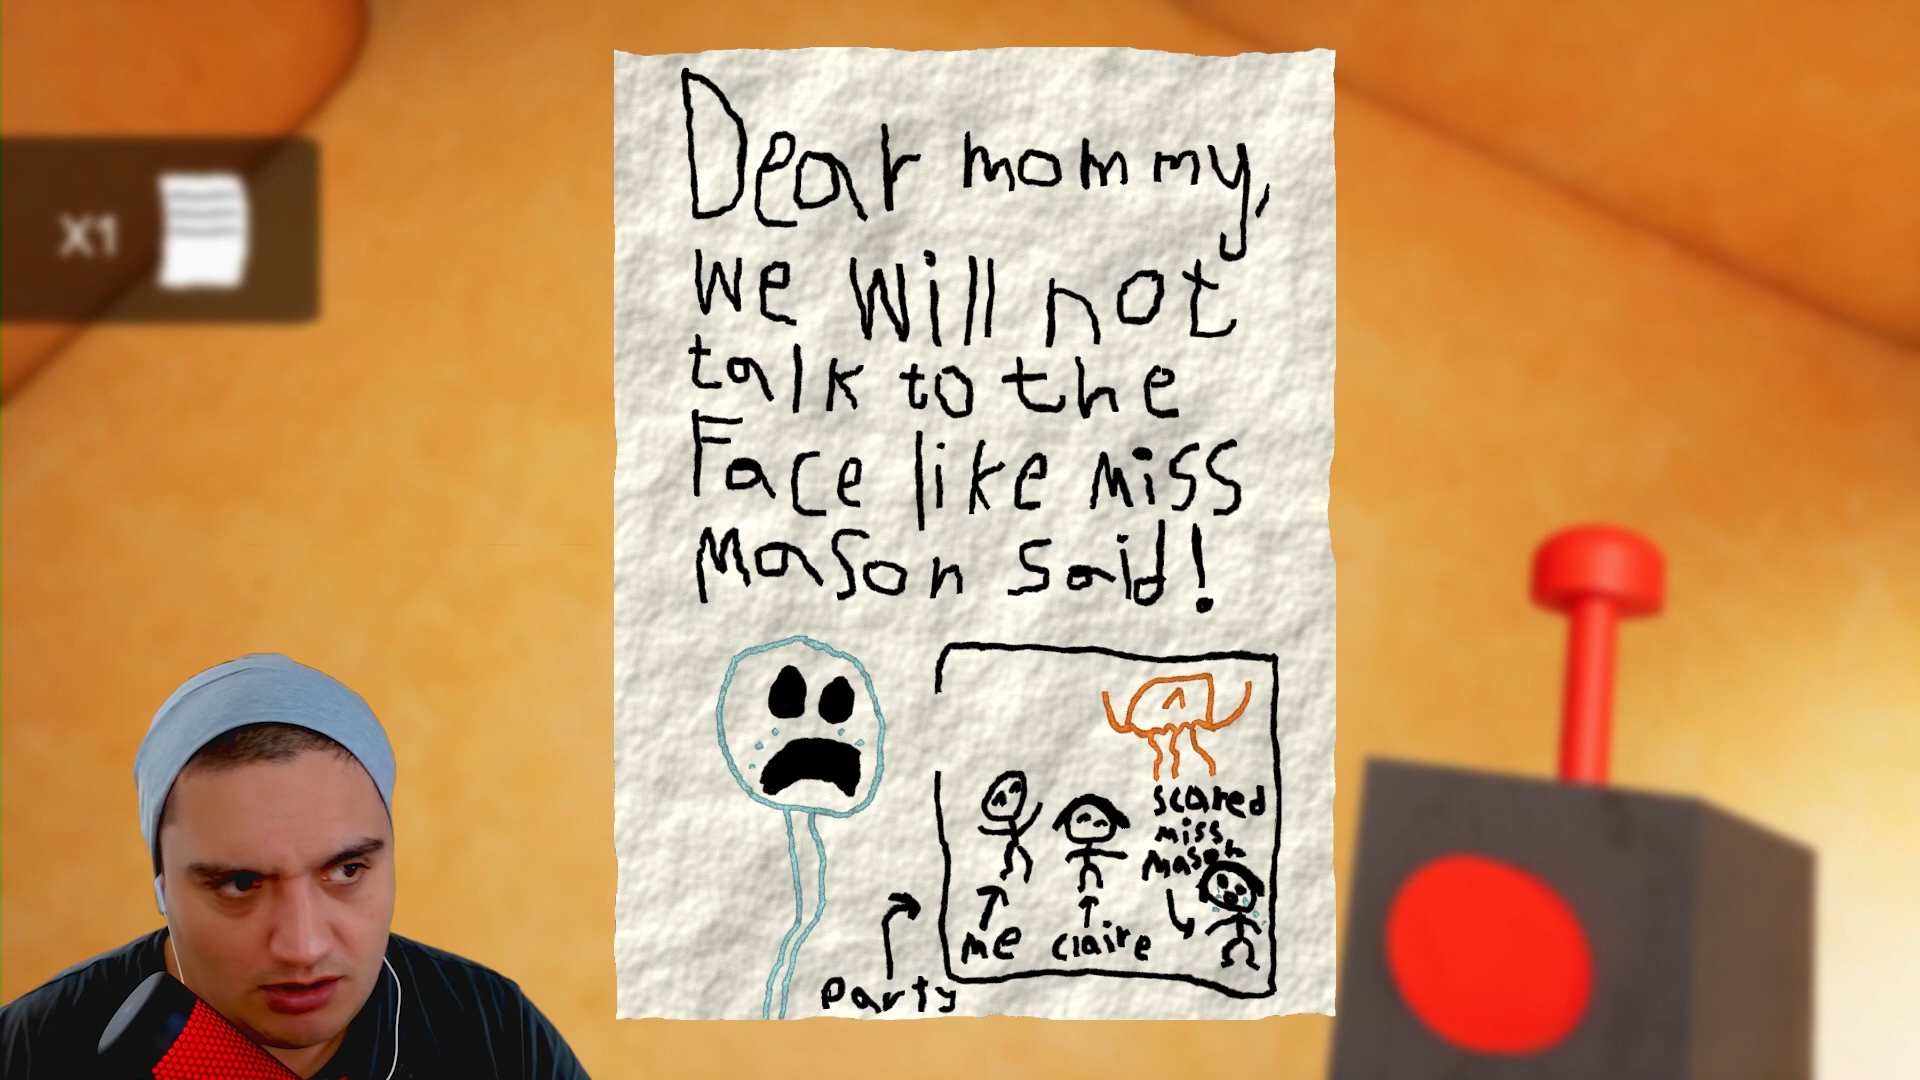 X1
Dear mommy,
we will not
talk to the
Face like miss
mason said!
scared
miss
mason
me claire
party